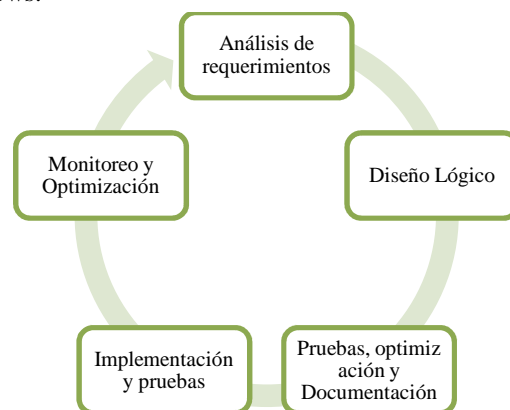 Análisis de
requerimientos
Diseño Lógico
Pruebas, optimiz
ación y
Documentación
Implementación
y pruebas
Monitoreo y
Optimización